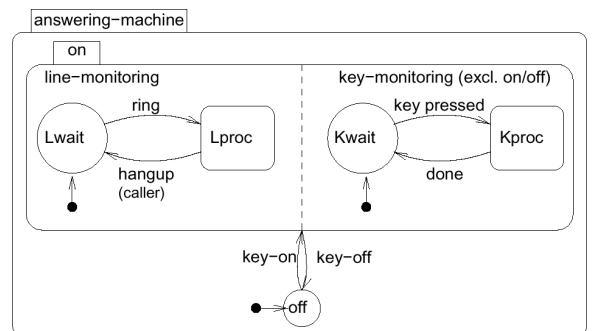 answering-machine
on
line-monitoring
key-monitoring (excl. on/off)
ring
key pressed
Lwait
Lproc
Kwait
Kproc
hangup
(caller)
done
key-on
key-off
off